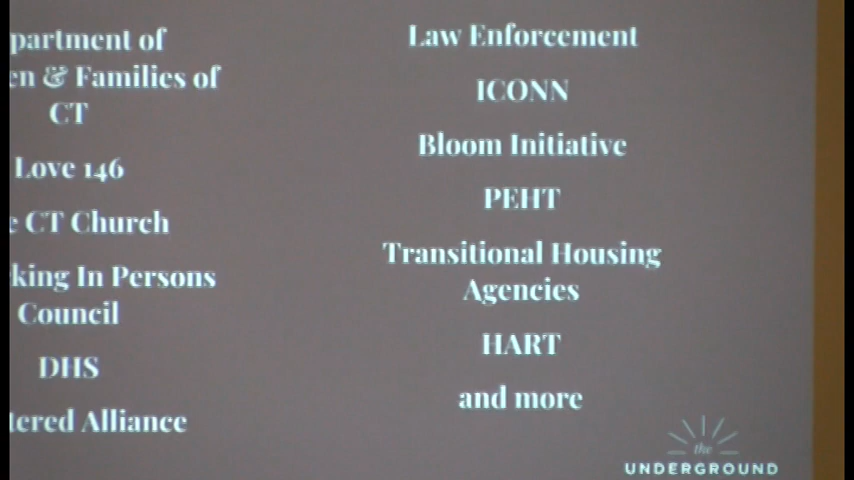 partment of
en & Families of
CT
Love 146
e CT Church
king In Persons
Council
DHS
tered Alliance
Law Enforcement
ICONN
Bloom Initiative
PEHT
Transitional Housing
Agencies
HART
and more
the
UNDERGROUND